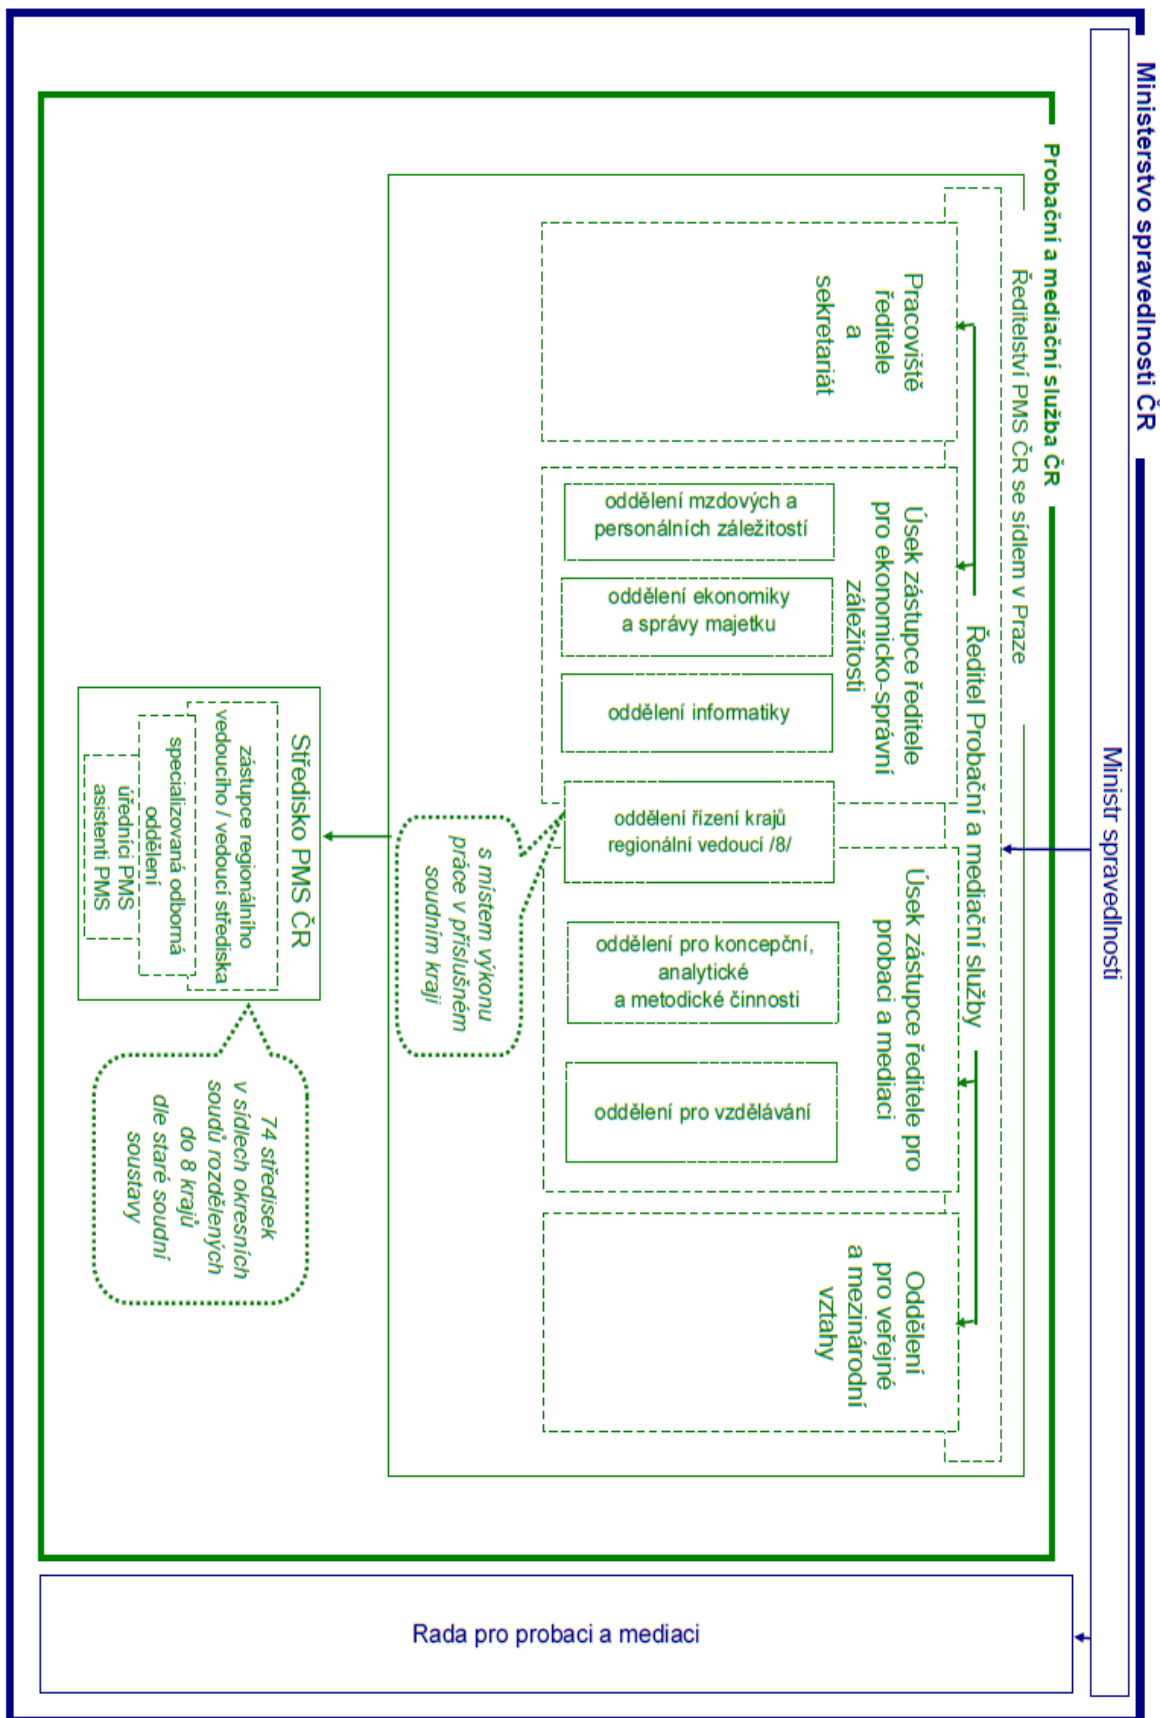 Ministerstvo spravedlnosti ČR
Ministr spravedlnosti
Probační a mediační služba ČR
Ředitelství PMS ČR se sídlem v Praze
Ředitel Probační a mediační služby
Pracoviště
ředitele
a
sekretariát
Úsek zástupce ředitele
pro ekonomicko-správní
záležitosti
oddělení mzdových a
personálních záležitostí
oddělení ekonomiky
a správy majetku
oddělení informatiky
oddělení řízení krajů
regionální vedoucí /8/
Úsek zástupce ředitele pro
probaci a mediaci
oddělení pro koncepční,
analytické
a metodické činnosti
oddělení pro vzdělávání
Oddělení
pro veřejné
a mezinárodní
vztahy
s místem výkonu
práce v příslušném
soudním kraji
Středisko PMS ČR
zástupce regionálního
vedoucího / vedoucí střediska
specializovaná odborná
oddělení
úředníci PMS
asistenti PMS
74 středisek
v sídlech okresních
soudů rozdělených
do 8 krajů
dle staré soudní
soustavy
Rada pro probaci a mediaci